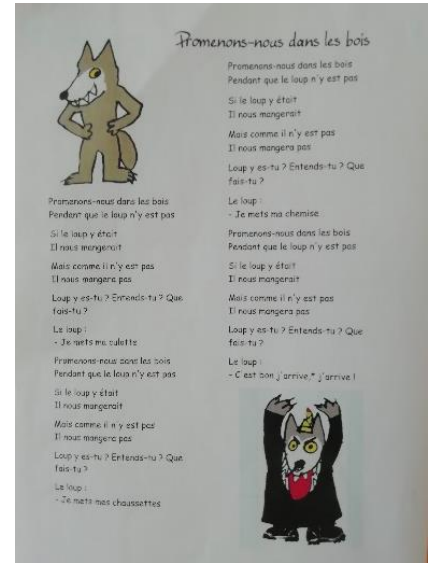 Promenons-nous dans les bois
Promenons-nous dans les bois
Pendant que le loup n'y est pas
Si le loup y était
Il nous mangerait
Mais comme il n'y est pas
Il nous mangera pas
Loup y es-tu ? Entends-tu ? Que
fais-tu ?
Le loup :
- Je mets ma culotte
Promenons-nous dans les bois
Pendant que le loup n'y est pas
Si le loup y était
Il nous mangerait
Mais comme il n'y est pas
Il nous mangera pas
Loup y es-tu ? Entends-tu ? Que
fais-tu ?
Le loup :
- Je mets mes chaussettes
Promenons-nous dans les bois
Pendant que le loup n'y est pas
Si le loup y était
Il nous mangerait
Mais comme il n'y est pas
Il nous mangera pas
Loup y es-tu ? Entends-tu ? Que
fais-tu ?
Le loup :
- Je mets ma chemise
Promenons-nous dans les bois
Pendant que le loup n'y est pas
Si le loup y était
Il nous mangerait
Mais comme il n'y est pas
Il nous mangera pas
Loup y es-tu ? Entends-tu ? Que
fais-tu ?
Le loup :
- C'est bon j'arrive,* j'arrive !